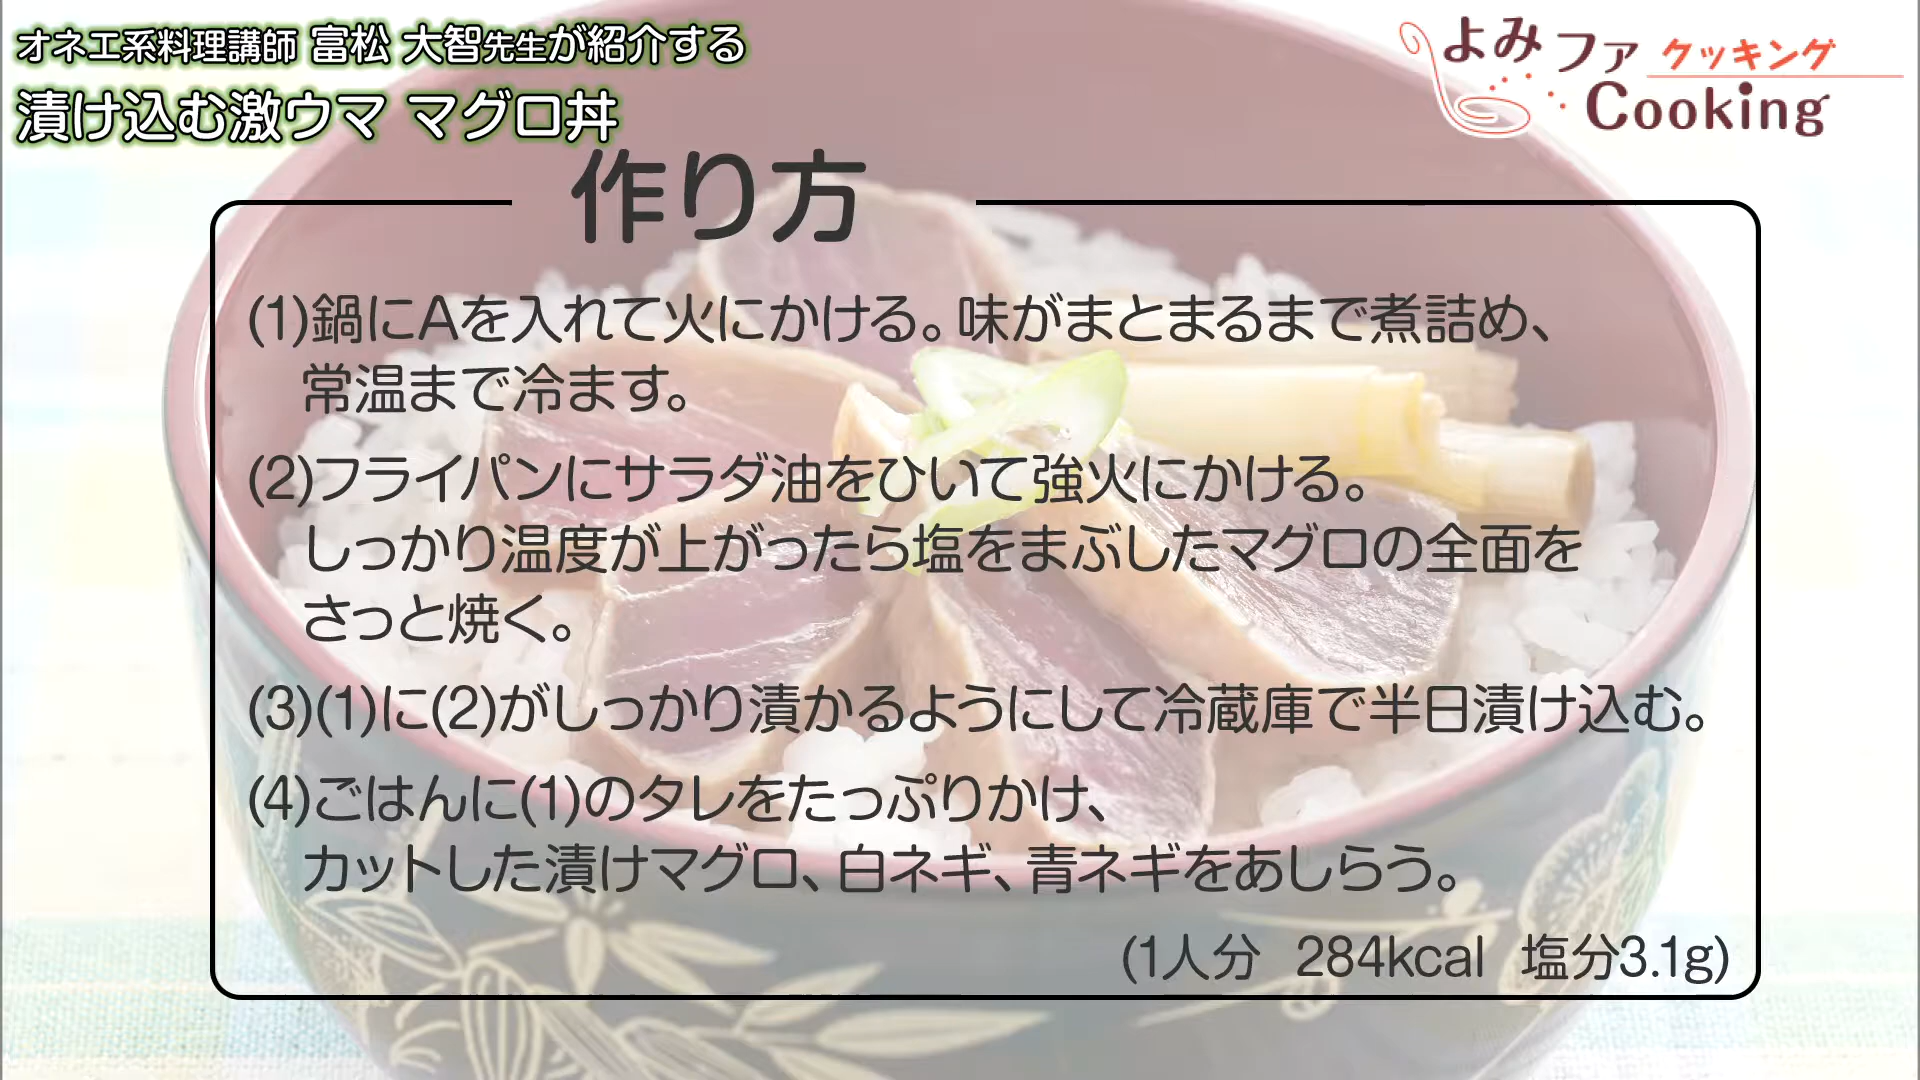 オネエ系料理講師 富松 大智先生が紹介する
漬け込む激ウマ マグロ丼
よみファ クッキング
Cooking
作り方
(1)鍋にAを入れて火にかける。味がまとまるまで煮詰め、
常温まで冷ます。
(2)フライパンにサラダ油をひいて強火にかける。
しっかり温度が上がったら塩をまぶしたマグロの全面を
さっと焼く。
(3)(1)に(2)がしっかり漬かるようにして冷蔵庫で半日漬け込む。
(4)ごはんに(1)のタレをたっぷりかけ、
カットした漬けマグロ、白ネギ、青ネギをあしらう。
(1人分 284kcal 塩分3.1g)